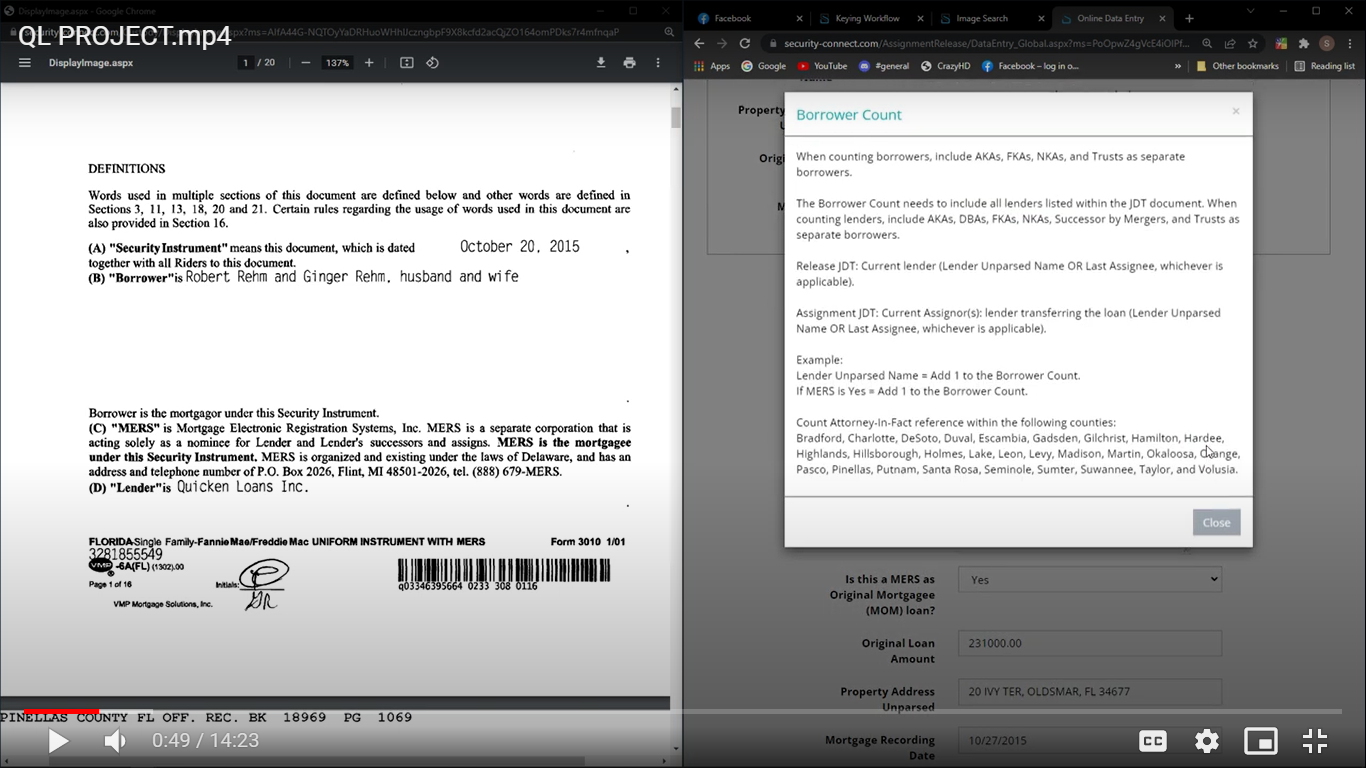 DisplayImage.aspx - Google Chrome
QL PROJECT.mp4
DisplayImage.aspx
1 / 20
137%
DEFINITIONS
Words used in multiple sections of this document are defined below and other words are defined in
Sections 3, 11, 13, 18, 20 and 21. Certain rules regarding the usage of words used in this document are
also provided in Section 16.
(A) "Security Instrument" means this document, which is dated October 20, 2015 ,
together with all Riders to this document.
(B) "Borrower" is Robert Rehm and Ginger Rehm, husband and wife
Borrower is the mortgagor under this Security Instrument.
(C) "MERS" is Mortgage Electronic Registration Systems, Inc. MERS is a separate corporation that is
acting solely as a nominee for Lender and Lender's successors and assigns. MERS is the mortgagee
under this Security Instrument. MERS is organized and existing under the laws of Delaware, and has an
address and telephone number of P.O. Box 2026, Flint, MI 48501-2026, tel. (888) 679-MERS.
(D) "Lender" is Quicken Loans Inc.
FLORIDA-Single Family-Fannie Mae/Freddie Mac UNIFORM INSTRUMENT WITH MERS Form 3010 1/01
3281855549
VMP -6A(FL) (1302).00
Page 1 of 16 Initials:
GR
q03346395664 0233 308 0116
VMP Mortgage Solutions, Inc.
PINELLAS COUNTY FL OFF. REC. BK 18969 PG 1069
0:49 / 14:23
Facebook
Keying Workflow
Image Search
Online Data Entry
security-connect.com/AssignmentRelease/DataEntry_Global.aspx?ms=PoOpwZ4gVcE4iOlPf...
S
Apps
Google
YouTube
#general
CrazyHD
Facebook – log in o...
»
Other bookmarks
Reading list
Borrower Count
×
When counting borrowers, include AKAs, FKAs, NKAs, and Trusts as separate
borrowers.
The Borrower Count needs to include all lenders listed within the JDT document. When
counting lenders, include AKAs, DBAs, FKAs, NKAs, Successor by Mergers, and Trusts as
separate borrowers.
Release JDT: Current lender (Lender Unparsed Name OR Last Assignee, whichever is
applicable).
Assignment JDT: Current Assignor(s): lender transferring the loan (Lender Unparsed
Name OR Last Assignee, whichever is applicable).
Example:
Lender Unparsed Name = Add 1 to the Borrower Count.
If MERS is Yes = Add 1 to the Borrower Count.
Count Attorney-In-Fact reference within the following counties:
Bradford, Charlotte, DeSoto, Duval, Escambia, Gadsden, Gilchrist, Hamilton, Hardee,
Highlands, Hillsborough, Holmes, Lake, Leon, Levy, Madison, Martin, Okaloosa, Orange,
Pasco, Pinellas, Putnam, Santa Rosa, Seminole, Sumter, Suwannee, Taylor, and Volusia.
Close
Is this a MERS as
Original Mortgagee
(MOM) loan?
Yes
Original Loan
Amount
231000.00
Property Address
Unparsed
20 IVY TER, OLDSMAR, FL 34677
Mortgage Recording
Date
10/27/2015
CC